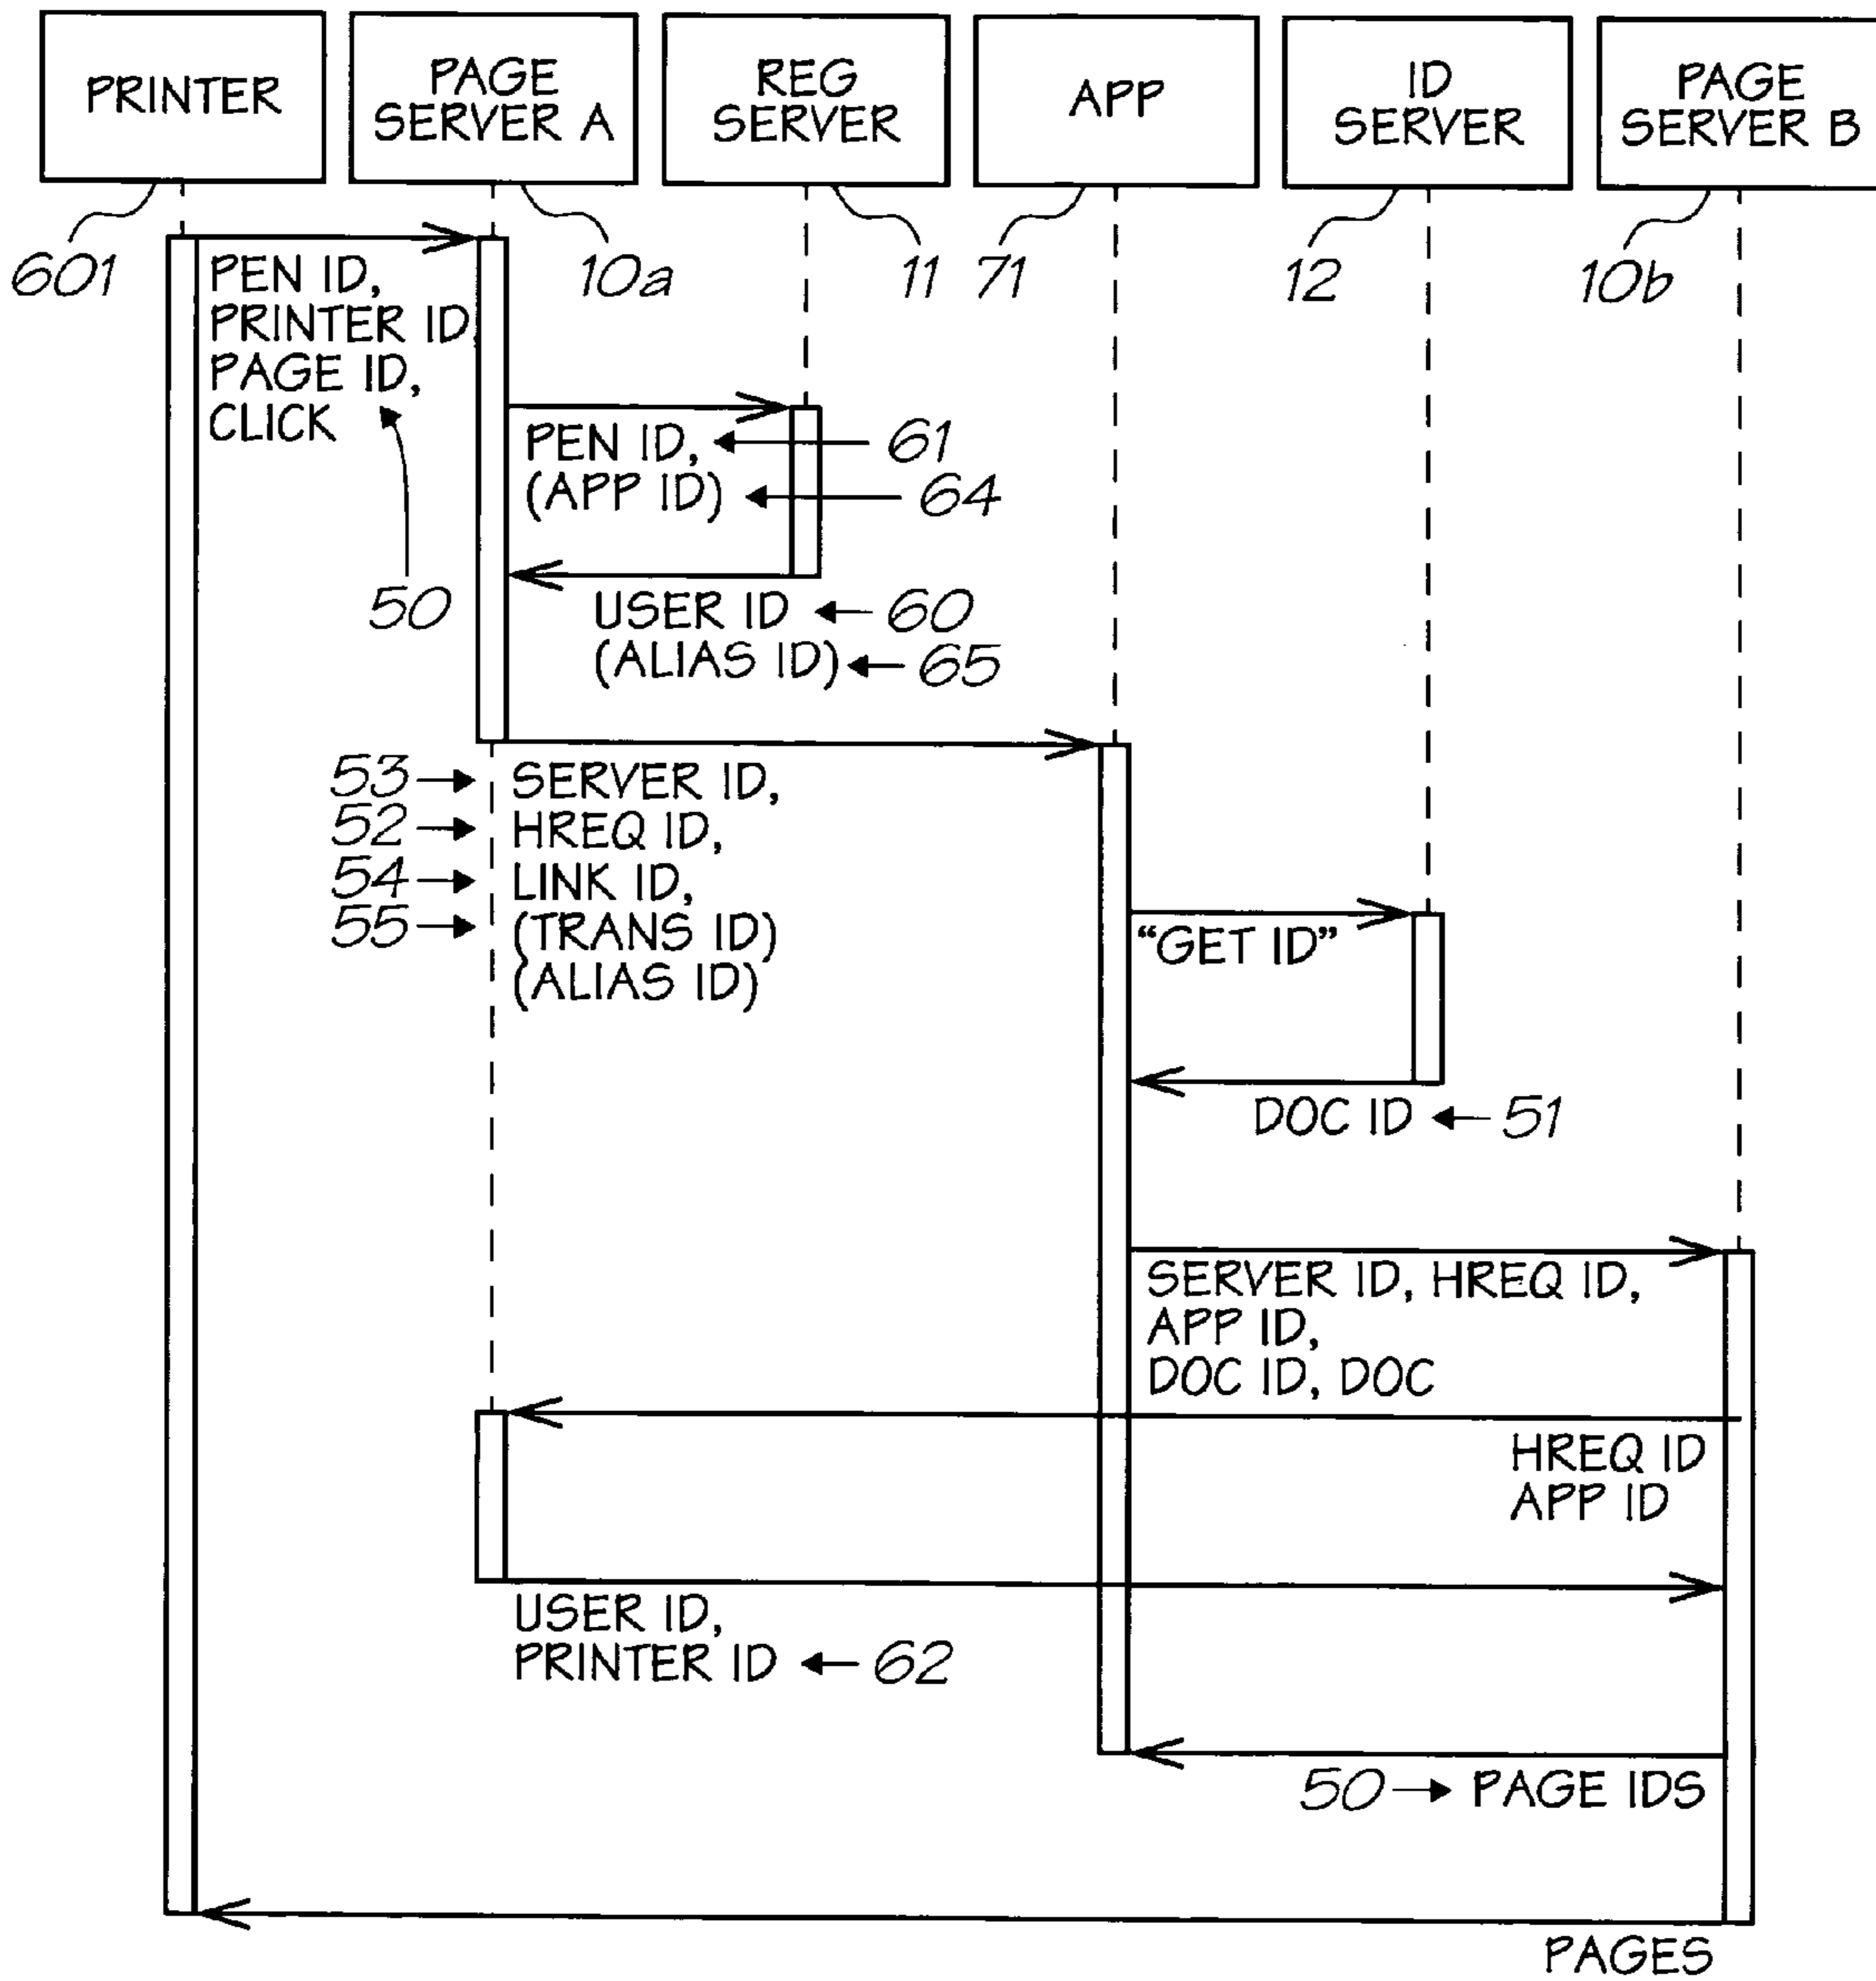 PRINTER
PAGE
SERVER A
REG
SERVER
APP
ID
SERVER
PAGE
SERVER B
601
10a
11
71
12
10b
PEN ID,
PRINTER ID
PAGE ID,
CLICK
50
PEN ID,
61
(APP ID)
64
USER ID
60
(ALIAS ID)
65
53
SERVER ID,
52
HREQ ID,
54
LINK ID,
55
(TRANS ID)
(ALIAS ID)
“GET ID”
DOC ID
51
SERVER ID, HREQ ID,
APP ID,
DOC ID, DOC
HREQ ID
APP ID
USER ID,
PRINTER ID
62
50
PAGE IDS
PAGES